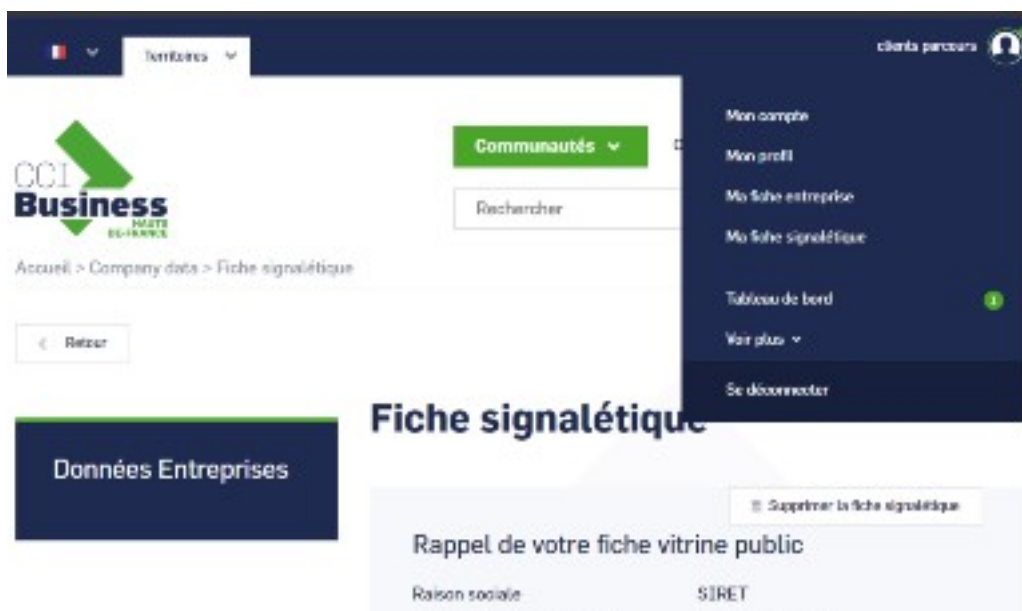 Territoires
clients parcours
Mon compte
Mon profil
Ma fiche entreprise
Ma fiche signalétique
Tableau de bord
1
Voir plus
Se déconnecter
Communautés
Rechercher
CCI
Business
HAUTS-
DE-FRANCE
Accueil > Company data > Fiche signalétique
Retour
Fiche signalétique
Données Entreprises
Supprimer la fiche signalétique
Rappel de votre fiche vitrine public
Raison sociale
SIRET